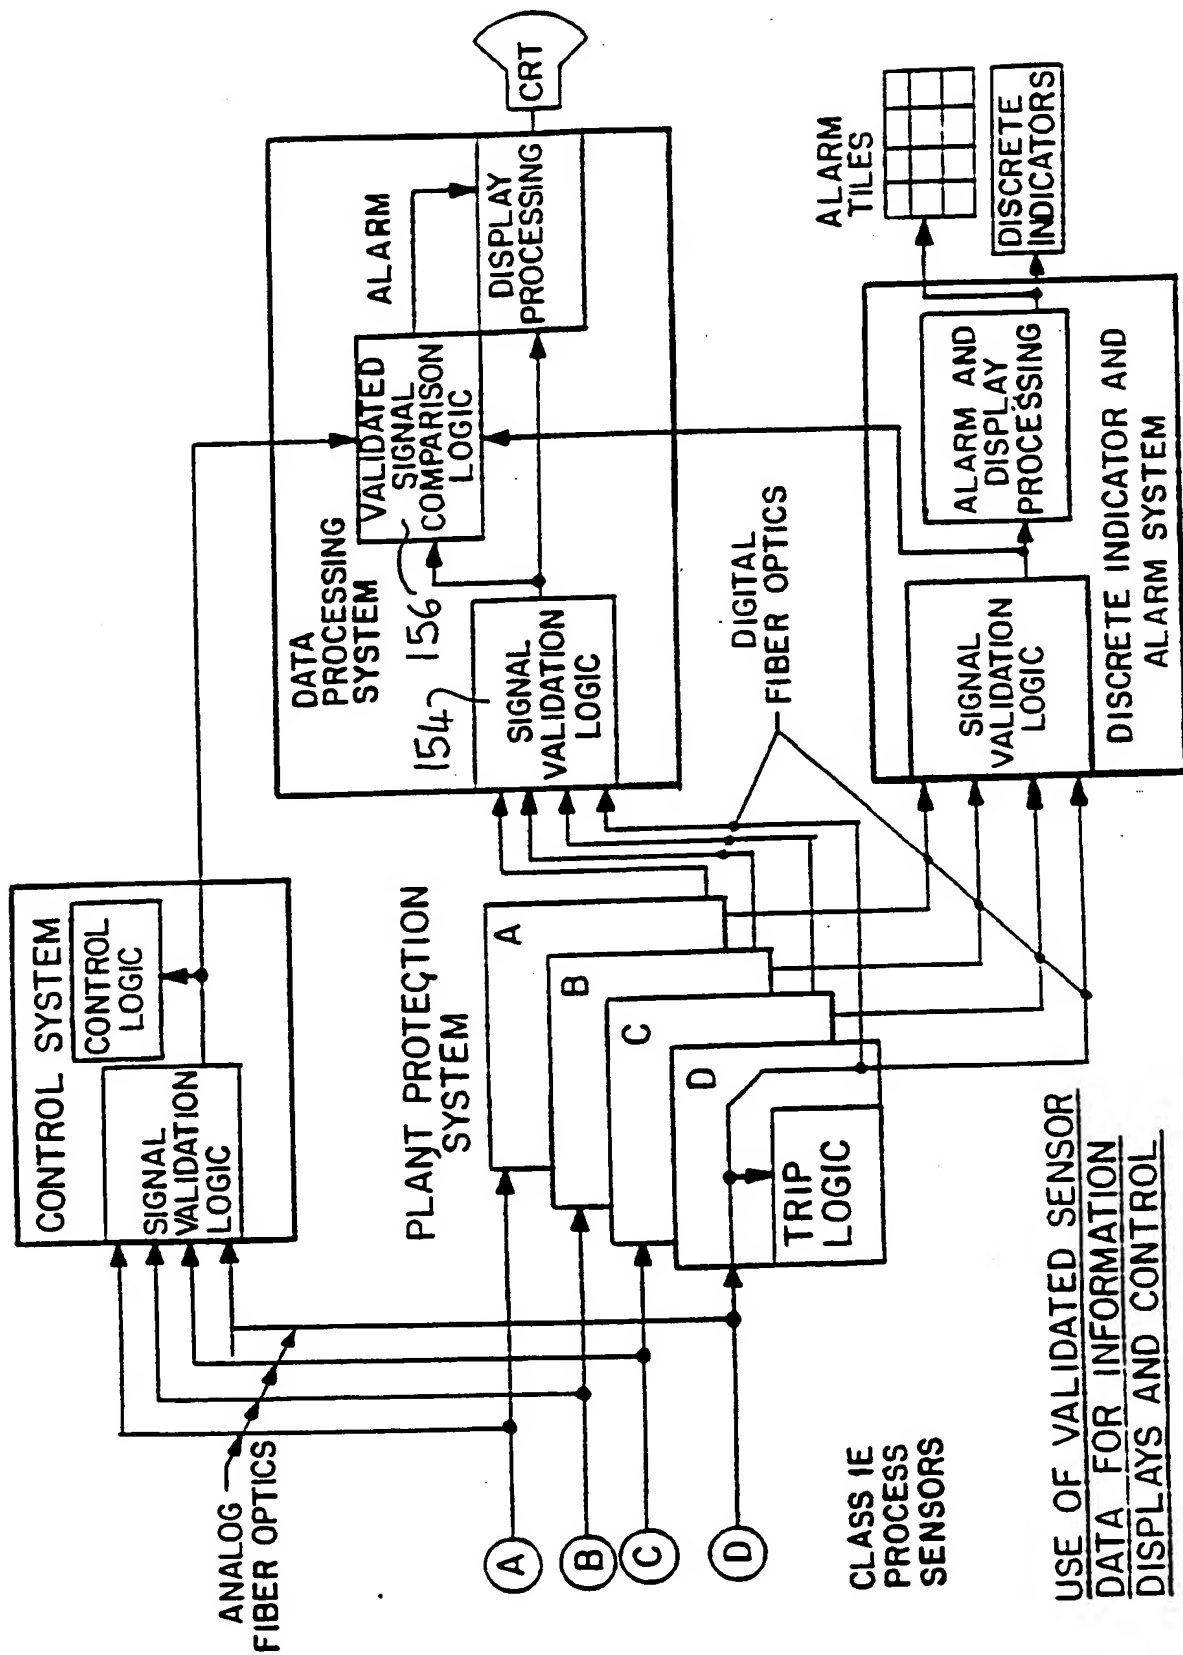 CONTROL SYSTEM
CONTROL
LOGIC
SIGNAL
VALIDATION
LOGIC
ANALOG
FIBER OPTICS
PLANT PROTECTION
SYSTEM
A
B
C
D
TRIP
LOGIC
A
B
C
D
CLASS 1E
PROCESS
SENSORS
DATA
PROCESSING
SYSTEM
154
156
SIGNAL
VALIDATION
LOGIC
VALIDATED
SIGNAL
COMPARISON
LOGIC
ALARM
DISPLAY
PROCESSING
CRT
DIGITAL
FIBER OPTICS
SIGNAL
VALIDATION
LOGIC
ALARM AND
DISPLAY
PROCESSING
DISCRETE INDICATOR AND
ALARM SYSTEM
ALARM
TILES
DISCRETE
INDICATORS
USE OF VALIDATED SENSOR
DATA FOR INFORMATION
DISPLAYS AND CONTROL